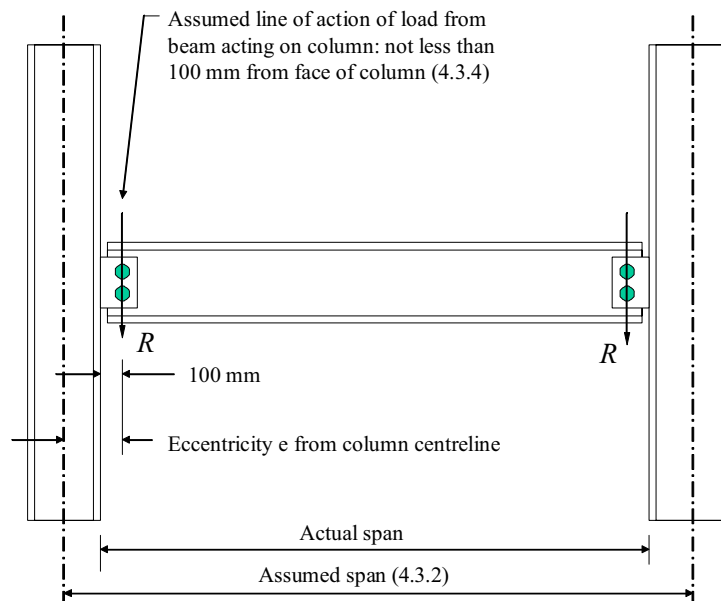 Assumed line of action of load from
beam acting on column: not less than
100 mm from face of column (4.3.4)
R
R
100 mm
Eccentricity e from column centreline
Actual span
Assumed span (4.3.2)